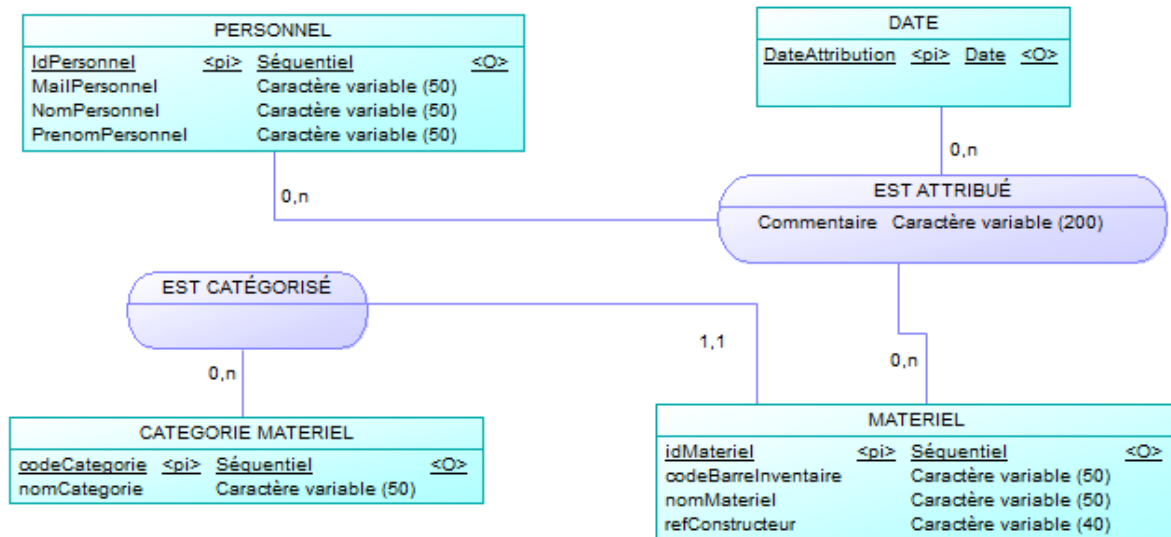 PERSONNEL
IdPersonnel <pi> Séquentiel <O>
MailPersonnel Caractère variable (50)
NomPersonnel Caractère variable (50)
PrenomPersonnel Caractère variable (50)
DATE
DateAttribution <pi> Date <O>
0,n
0,n
EST ATTRIBUÉ
Commentaire Caractère variable (200)
EST CATÉGORISÉ
1,1
0,n
0,n
CATEGORIE MATERIEL
codeCategorie <pi> Séquentiel <O>
nomCategorie Caractère variable (50)
MATERIEL
idMateriel <pi> Séquentiel <O>
codeBarreInventaire Caractère variable (50)
nomMateriel Caractère variable (50)
refConstructeur Caractère variable (40)